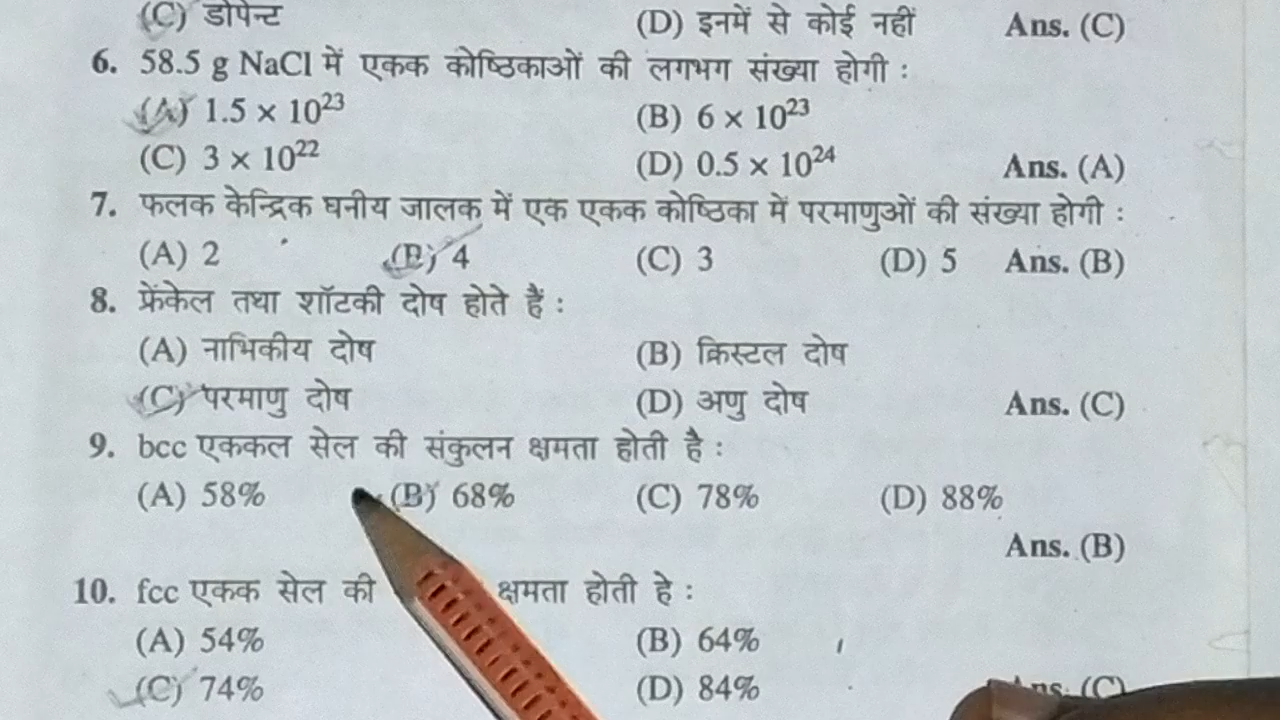 (C) डोपेन्ट (D) इनमें से कोई नहीं Ans. (C)
6. 58.5 g NaCl में एकक कोष्ठिकाओं की लगभग संख्या होगी :
(A) 1.5 × 10²³ (B) 6 × 10²³
(C) 3 × 10²² (D) 0.5 × 10²⁴ Ans. (A)
7. फलक केन्द्रिक घनीय जालक में एक एकक कोष्ठिका में परमाणुओं की संख्या होगी :
(A) 2 (B) 4 (C) 3 (D) 5 Ans. (B)
8. फ्रेंकेल तथा शॉटकी दोष होते हैं :
(A) नाभिकीय दोष (B) क्रिस्टल दोष
(C) परमाणु दोष (D) अणु दोष Ans. (C)
9. bcc एककल सेल की संकुलन क्षमता होती है :
(A) 58% (B) 68% (C) 78% (D) 88%
Ans. (B)
10. fcc एकक सेल की क्षमता होती हे :
(A) 54% (B) 64%
(C) 74% (D) 84% Ans. (C)